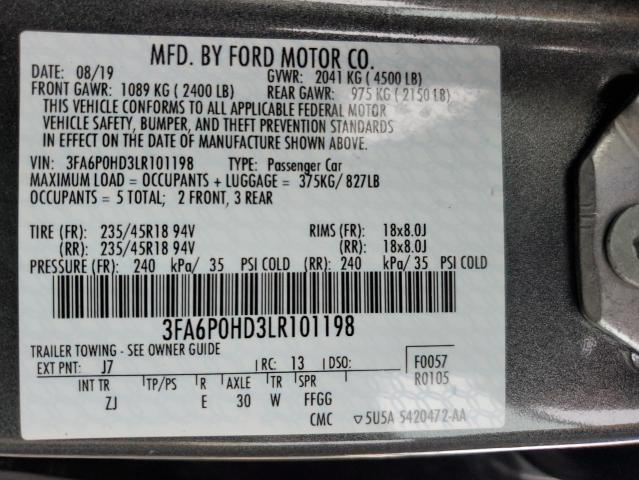 MFD. BY FORD MOTOR CO.
DATE: 08/19 GVWR: 2041 KG (4500 LB)
FRONT GAWR: 1089 KG (2400 LB) REAR GAWR: 975 KG (2150 LB)
THIS VEHICLE CONFORMS TO ALL APPLICABLE FEDERAL MOTOR
VEHICLE SAFETY, BUMPER, AND THEFT PREVENTION STANDARDS
IN EFFECT ON THE DATE OF MANUFACTURE SHOWN ABOVE.
VIN: 3FA6P0HD3LR101198 TYPE: Passenger Car
MAXIMUM LOAD = OCCUPANTS + LUGGAGE = 375KG/ 827LB
OCCUPANTS = 5 TOTAL; 2 FRONT, 3 REAR
TIRE (FR): 235/45R18 94V RIMS (FR): 18x8.0J
(RR): 235/45R18 94V (RR): 18x8.0J
PRESSURE (FR): 240 kPa/ 35 PSI COLD (RR): 240 kPa/ 35 PSI COLD
3FA6P0HD3LR101198
TRAILER TOWING - SEE OWNER GUIDE
EXT PNT: J7 RC: 13 DSO: F0057
R0105
INT TR TP/PS R AXLE TR SPR
ZJ E 30 W FFGG
CMC ▽5U5A 5420472-AA